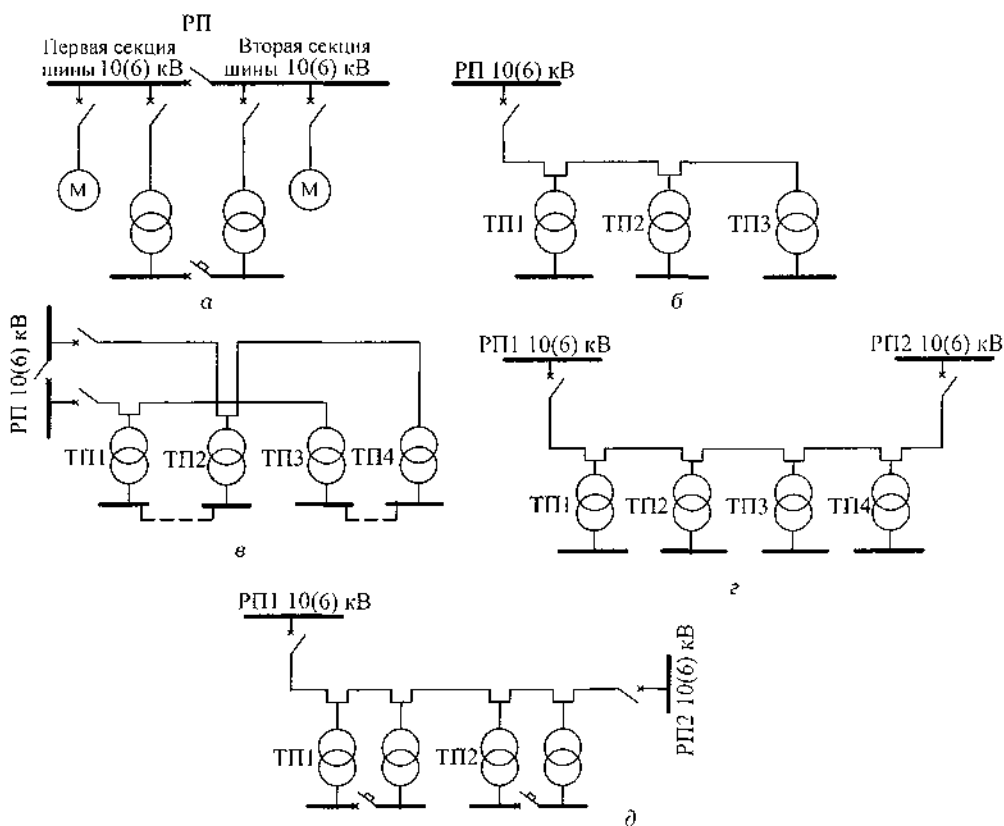 РП
Первая секция
шины 10(6) кВ
Вторая секция
шины 10(6) кВ
М
М
а
РП 10(6) кВ
ТП1
ТП2
ТП3
б
РП 10(6) кВ
ТП1
ТП2
ТП3
ТП4
в
РП1 10(6) кВ
РП2 10(6) кВ
ТП1
ТП2
ТП3
ТП4
г
РП1 10(6) кВ
РП2 10(6) кВ
ТП1
ТП2
д